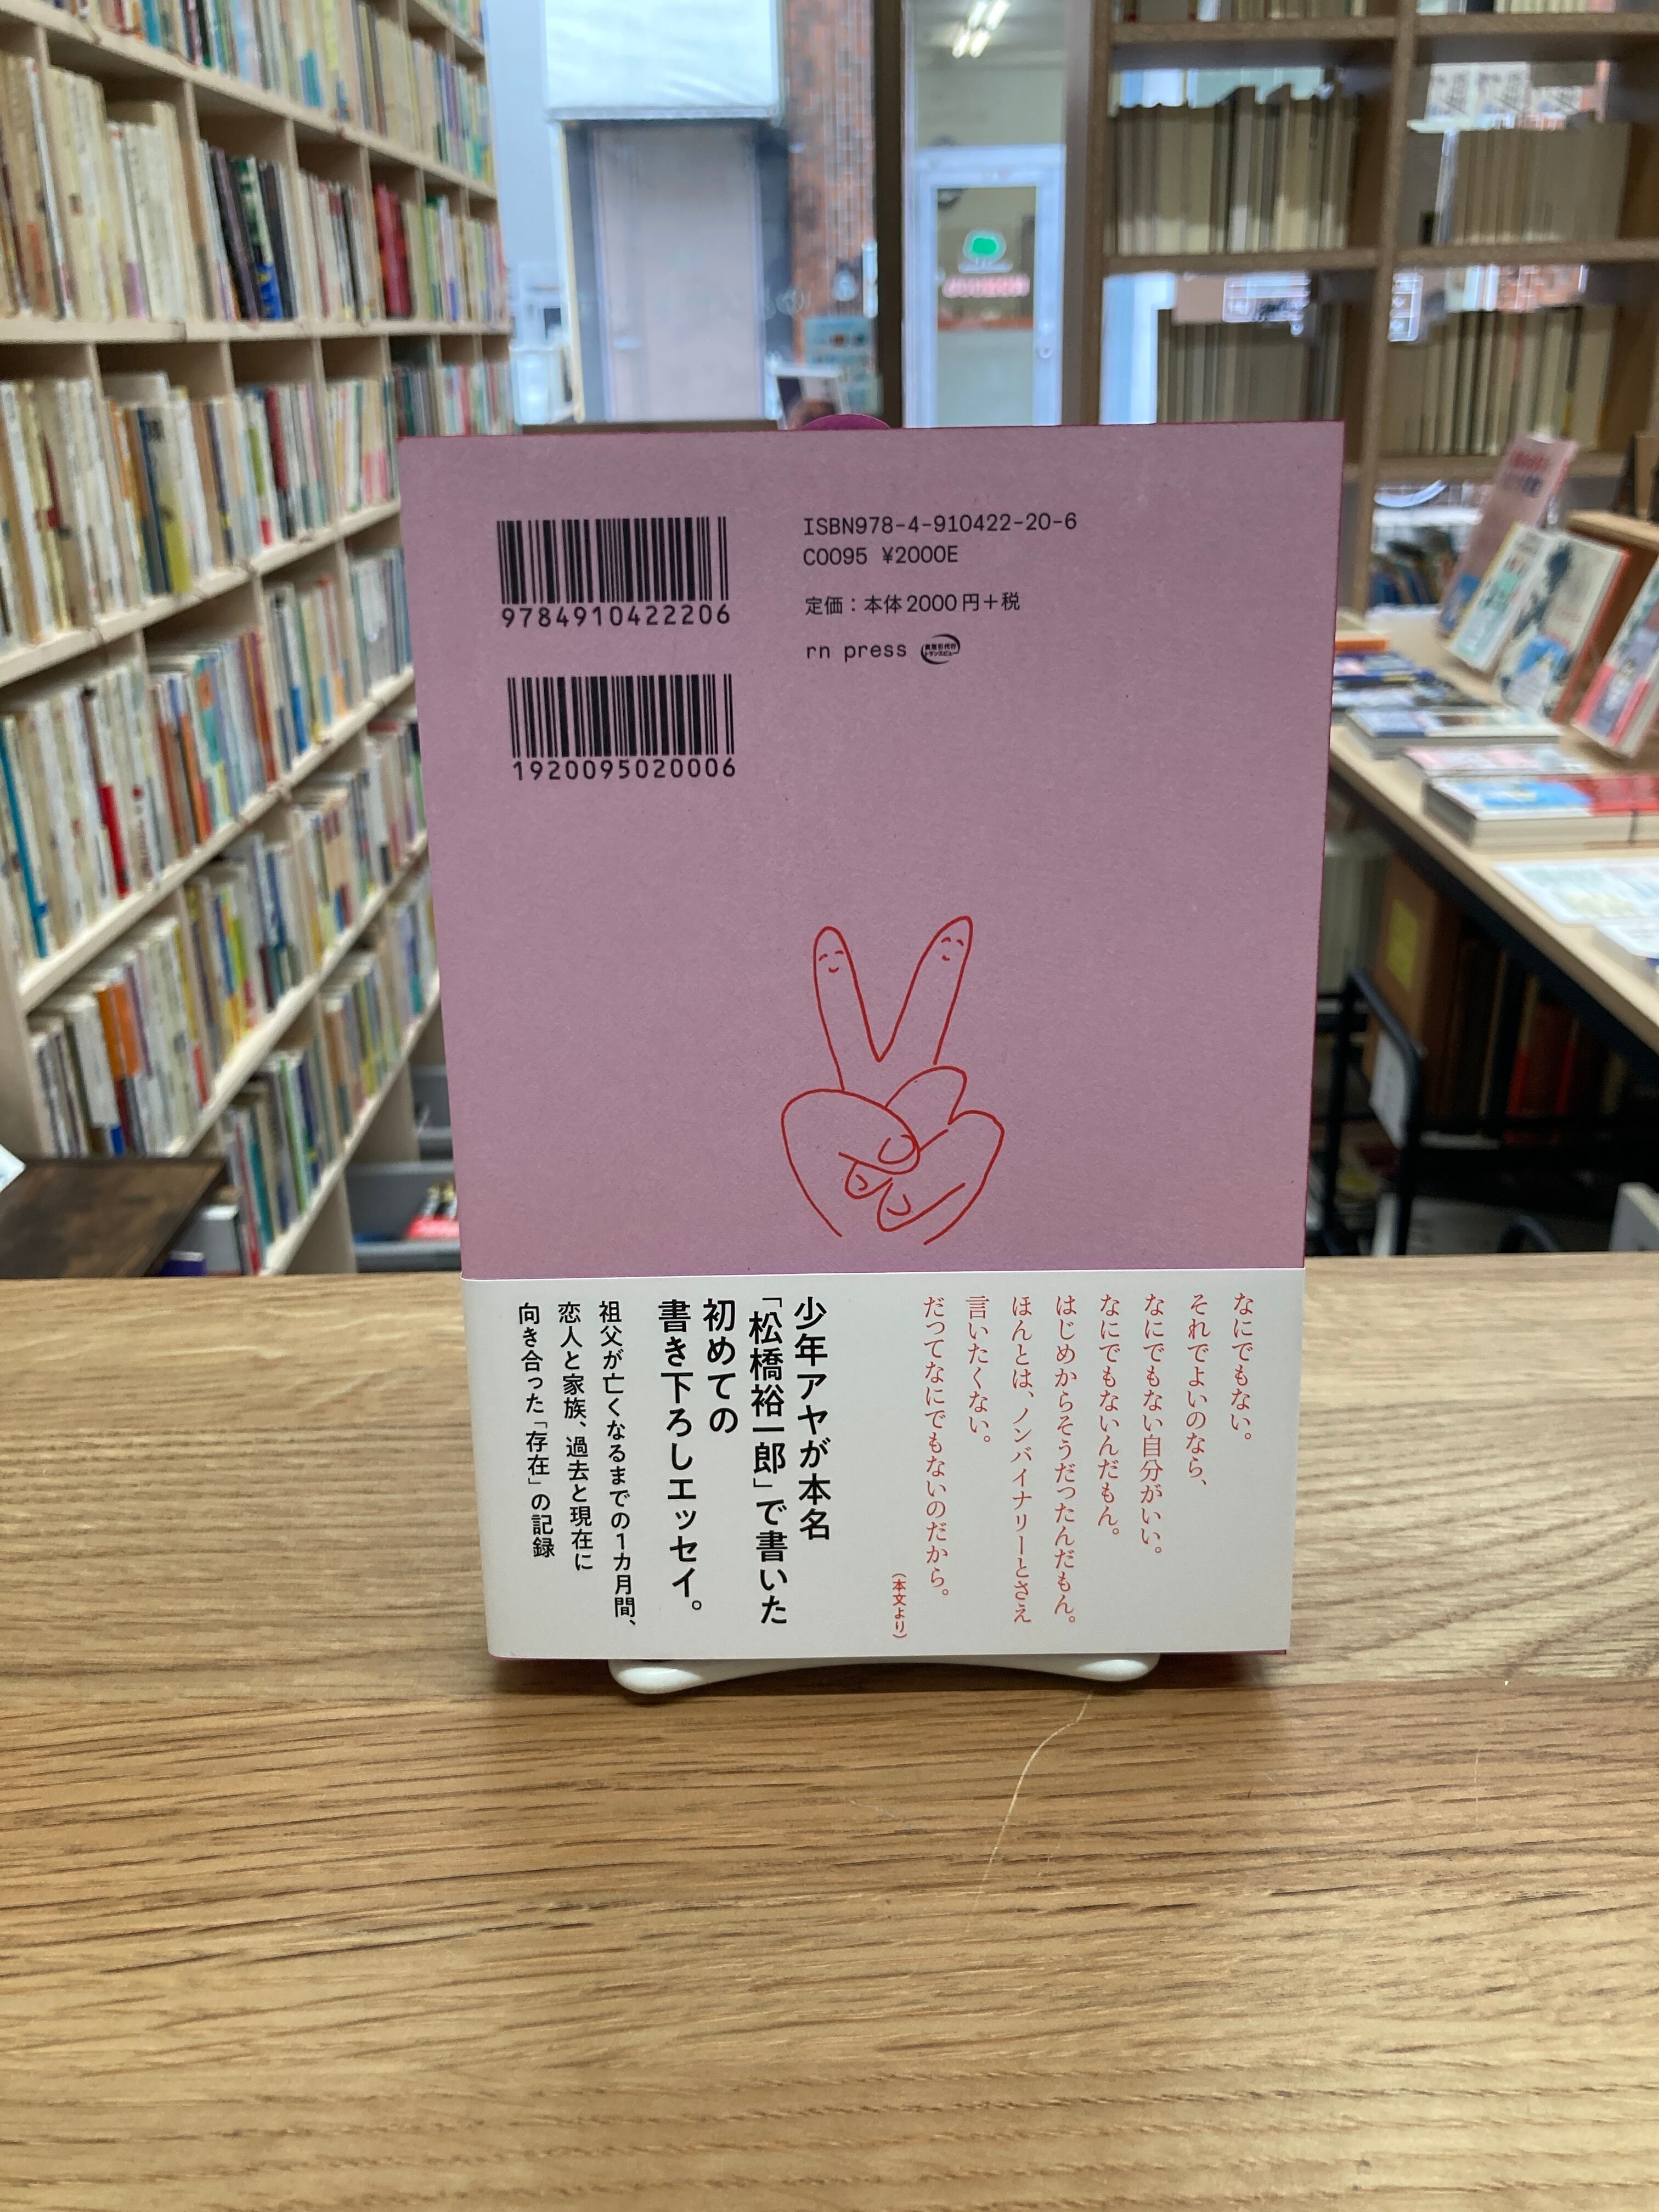 9784910422206
1920095020006
ISBN978-4-910422-20-6
C0095 ¥2000E
定価：本体2000円＋税
rn press
なにでもない。
それでよいのなら、
なにでもない自分がいい。
なにでもないんだもん。
はじめからそうだったんだもん。
ほんとは、ノンバイナリーとさえ
言いたくない。
だってなにでもないのだから。
（本文より）
少年アヤが本名
「松橋裕一郎」で書いた
初めての
書き下ろしエッセイ。
祖父が亡くなるまでの1カ月間、
恋人と家族、過去と現在に
向き合った「存在」の記録